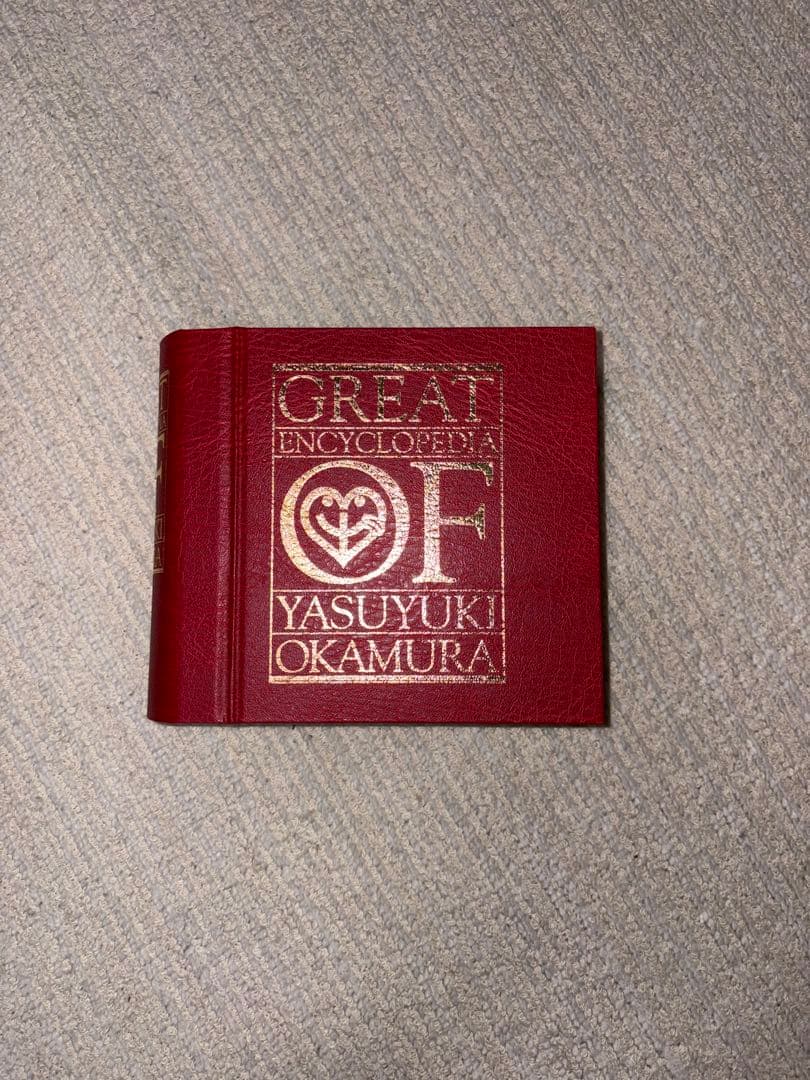 GREAT
ENCYCLOPEDIA
OF
YASUYUKI
OKAMURA